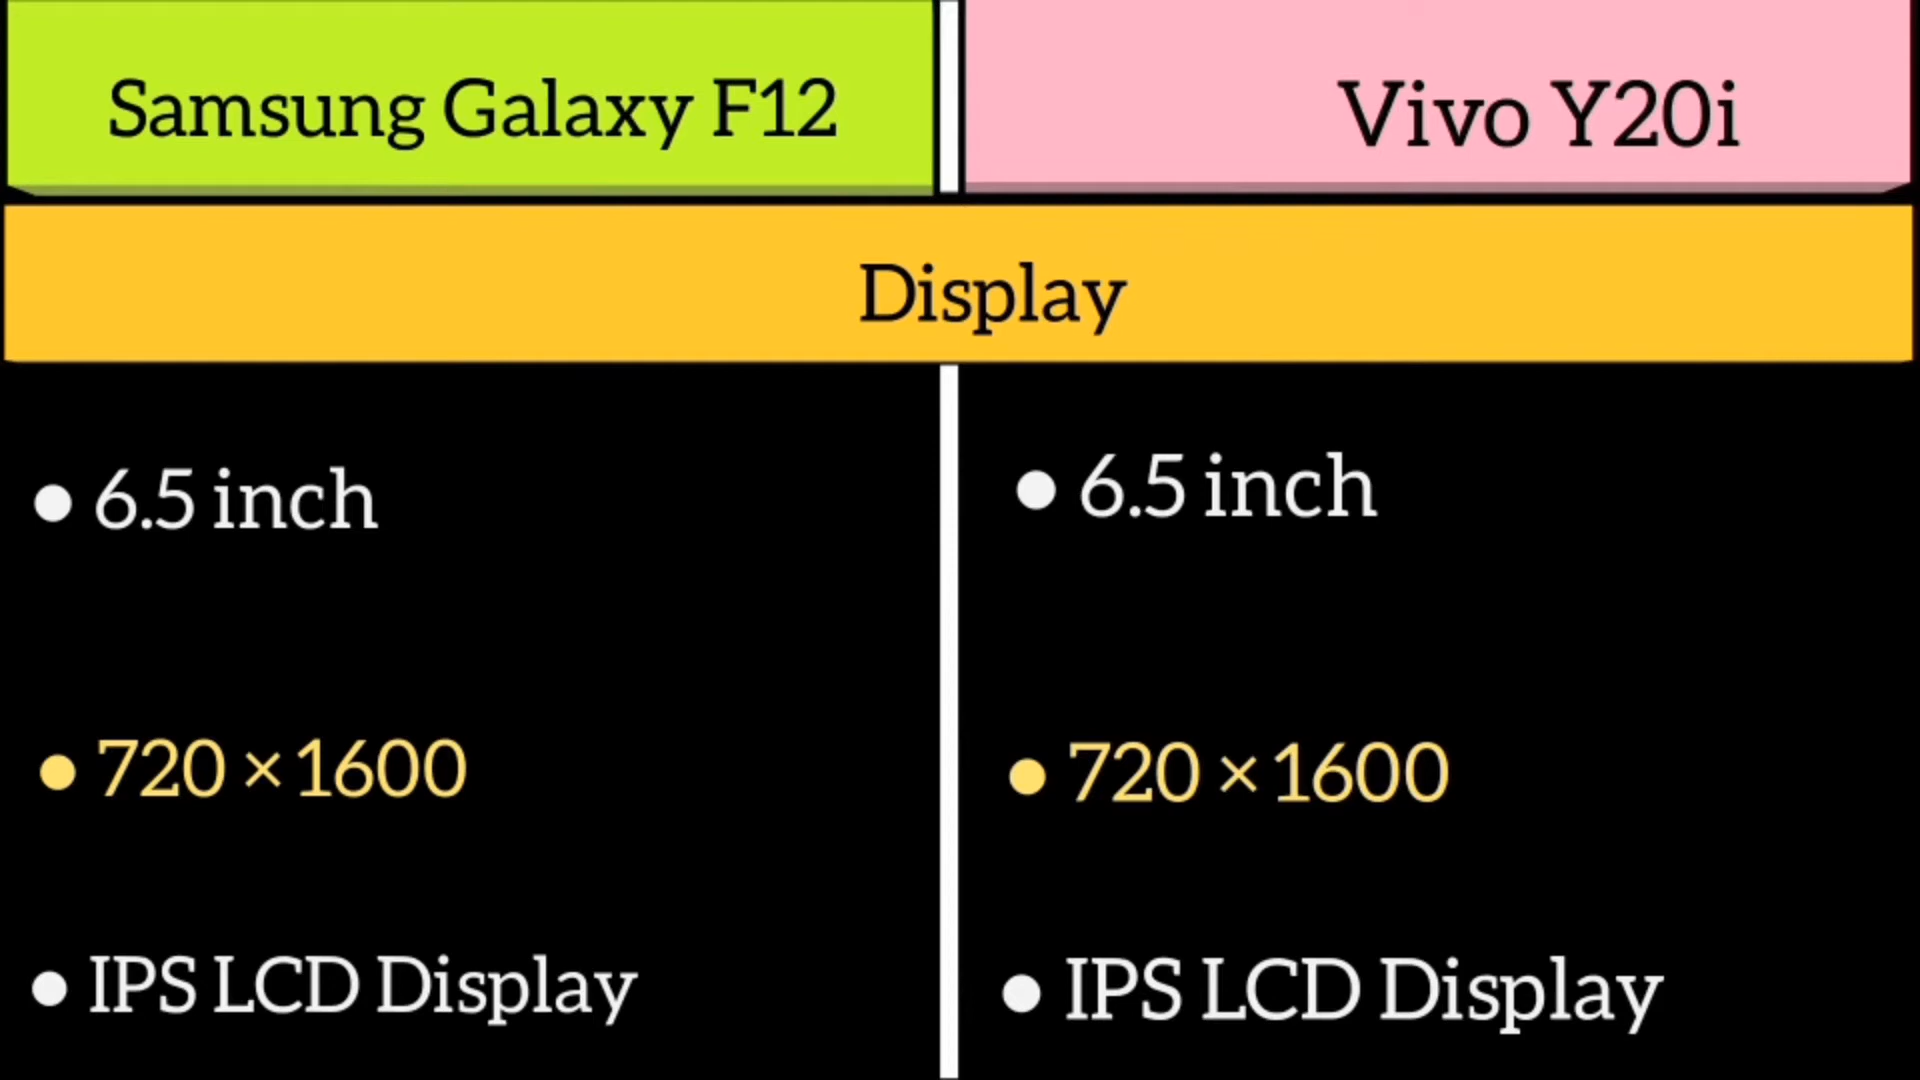 Samsung Galaxy F12
Vivo Y20i
Display
• 6.5 inch
• 6.5 inch
• 720 × 1600
• 720 × 1600
• IPS LCD Display
• IPS LCD Display